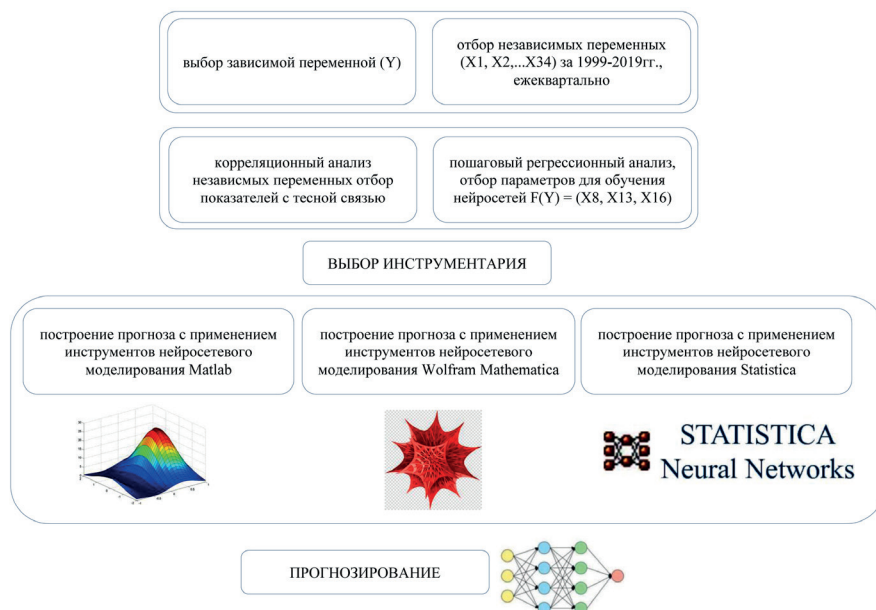 выбор зависимой переменной (Y)
отбор независимых переменных
(X1, X2,...X34) за 1999-2019гг.,
ежеквартально
корреляционный анализ
независмых переменных отбор
показателей с тесной связью
пошаговый регрессионный анализ,
отбор параметров для обучения
нейросетей F(Y) = (X8, X13, X16)
ВЫБОР ИНСТРУМЕНТАРИЯ
построение прогноза с применением
инструментов нейросетевого
моделирования Matlab
построение прогноза с применением
инструментов нейросетевого
моделирования Wolfram Mathematica
построение прогноза с применением
инструментов нейросетевого
моделирования Statistica
STATISTICA
Neural Networks
ПРОГНОЗИРОВАНИЕ